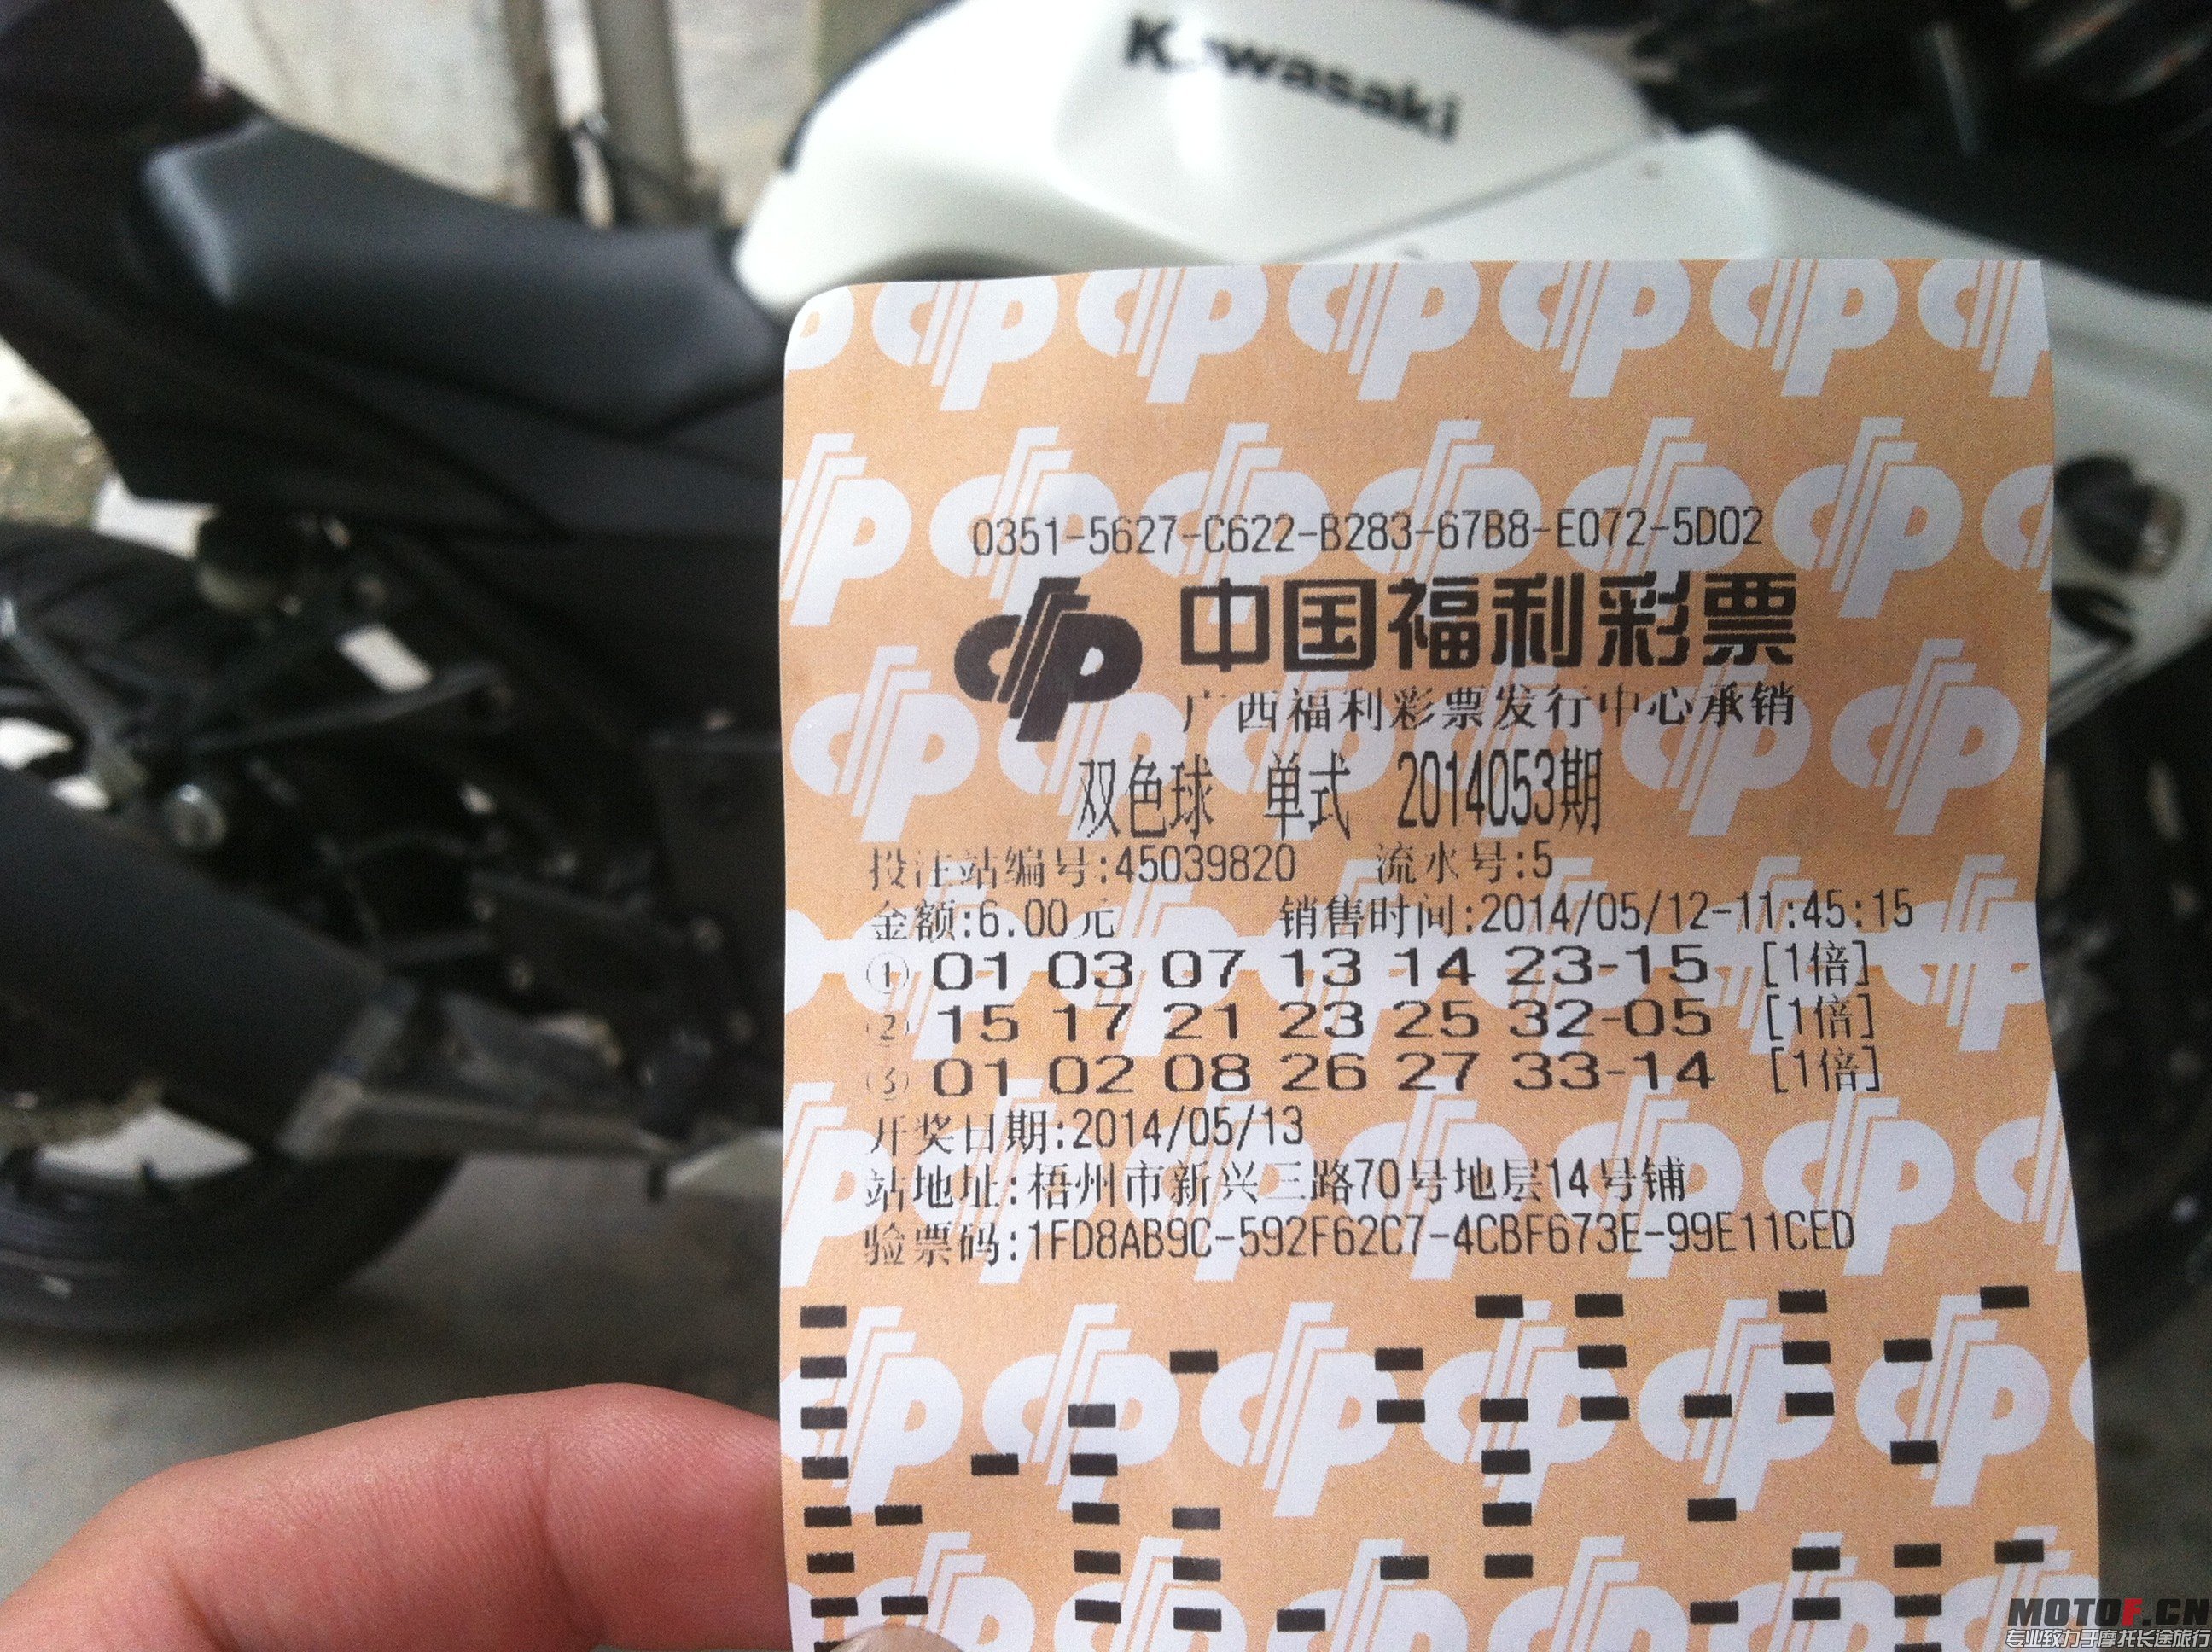 Kawasaki
0351-5627-C622-B283-67B8-E072-5D02
中国福利彩票
广西福利彩票发行中心承销
双色球 单式 2014053期
投注站编号:45039820 流水号:5
金额:6.00元 销售时间:2014/05/12-11:45:15
① 01 03 07 13 14 23-15 [1倍]
② 15 17 21 23 25 32-05 [1倍]
③ 01 02 08 26 27 33-14 [1倍]
开奖日期:2014/05/13
站地址:梧州市新兴三路70号地层14号铺
验票码:1FD8AB9C-592F62C7-4CBF673E-99E11CED
MOTOF.CN
专业致力于摩托长途旅行